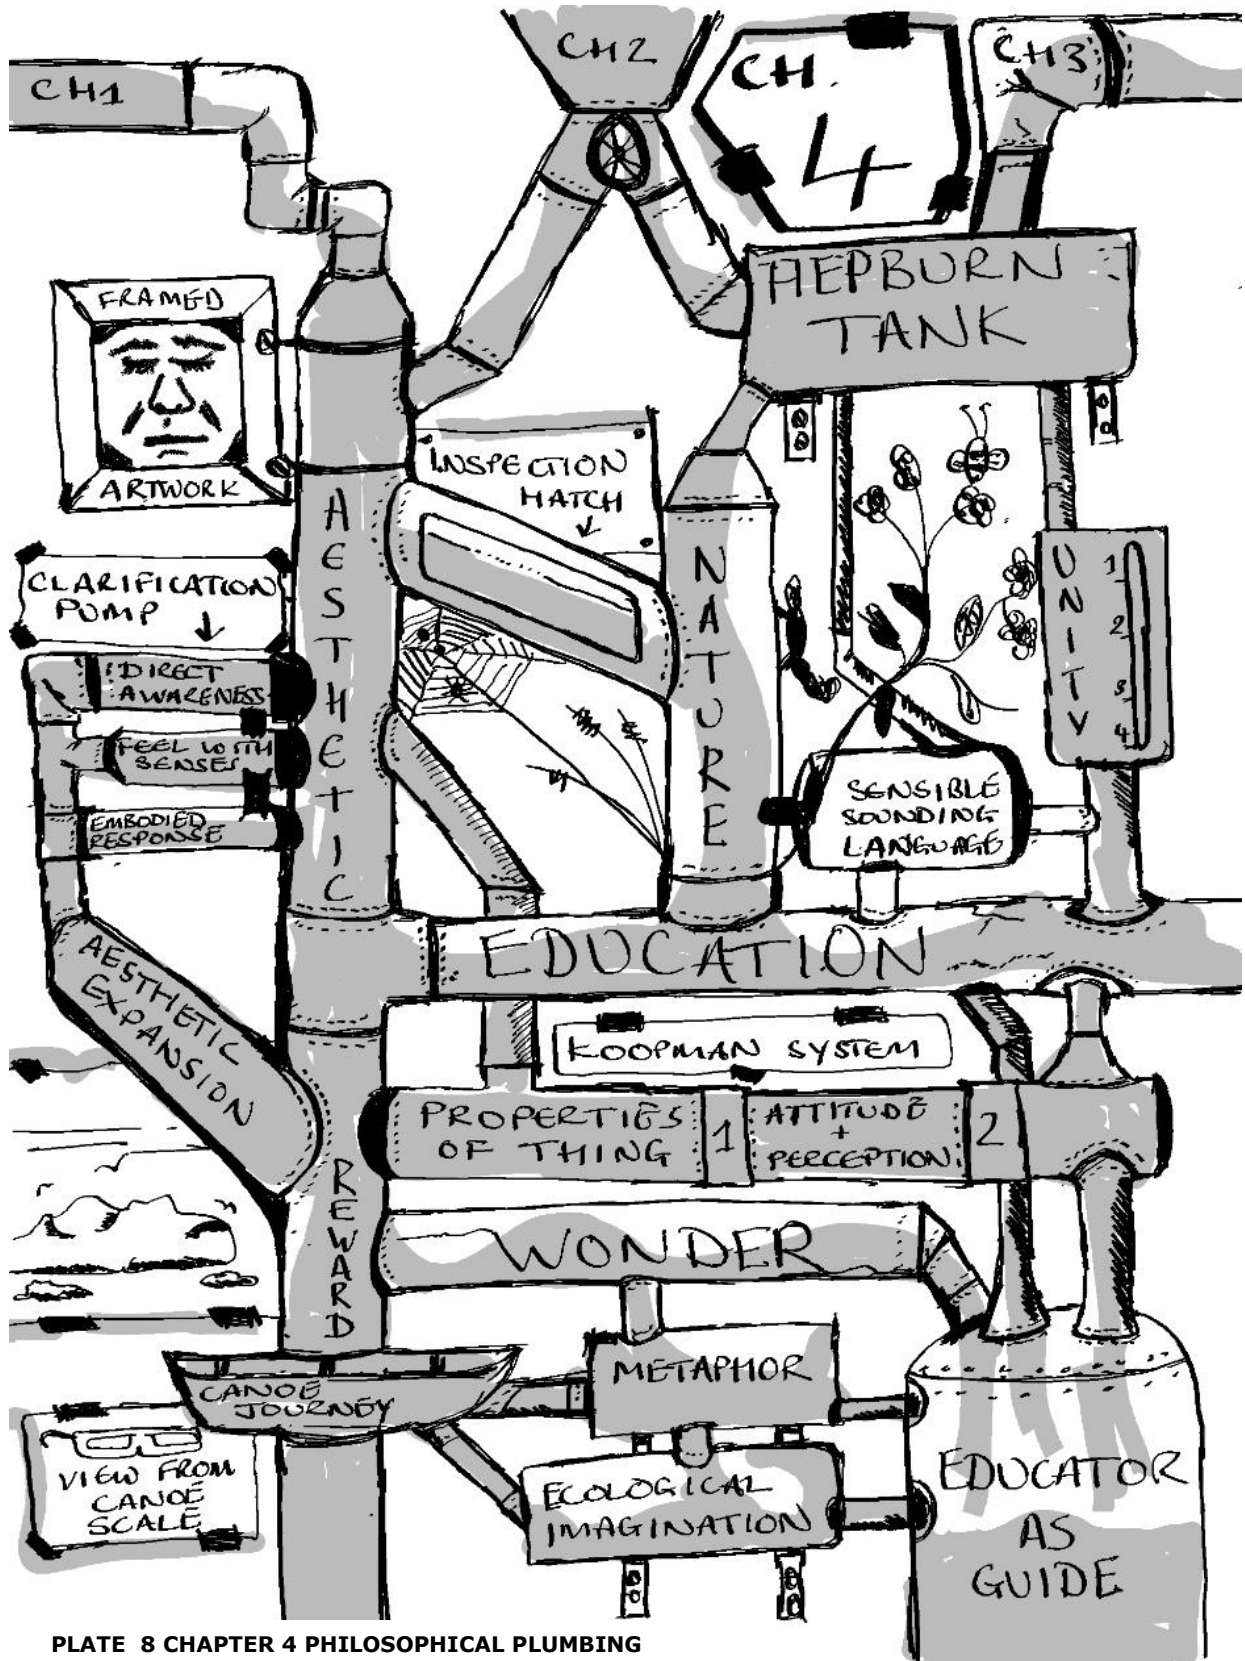 CH1
CH2
CH.
4
CH3
HEPBURN
TANK
FRAMED
ARTWORK
INSPECTION
HATCH
AESTHETIC
NATURE
UNITY
1
2
3
4
CLARIFICATION
PUMP
DIRECT
AWARENESS
FEEL WITH
SENSES
EMBODIED
RESPONSE
SENSIBLE
SOUNDING
LANGUAGE
EDUCATION
AESTHETIC
EXPANSION
KOOPMAN SYSTEM
PROPERTIES
OF THING
1
ATTITUDE
+
PERCEPTION
2
REWARD
WONDER
METAPHOR
CANOE
JOURNEY
VIEW FROM
CANOE
SCALE
ECOLOGICAL
IMAGINATION
EDUCATOR
AS
GUIDE
PLATE 8 CHAPTER 4 PHILOSOPHICAL PLUMBING